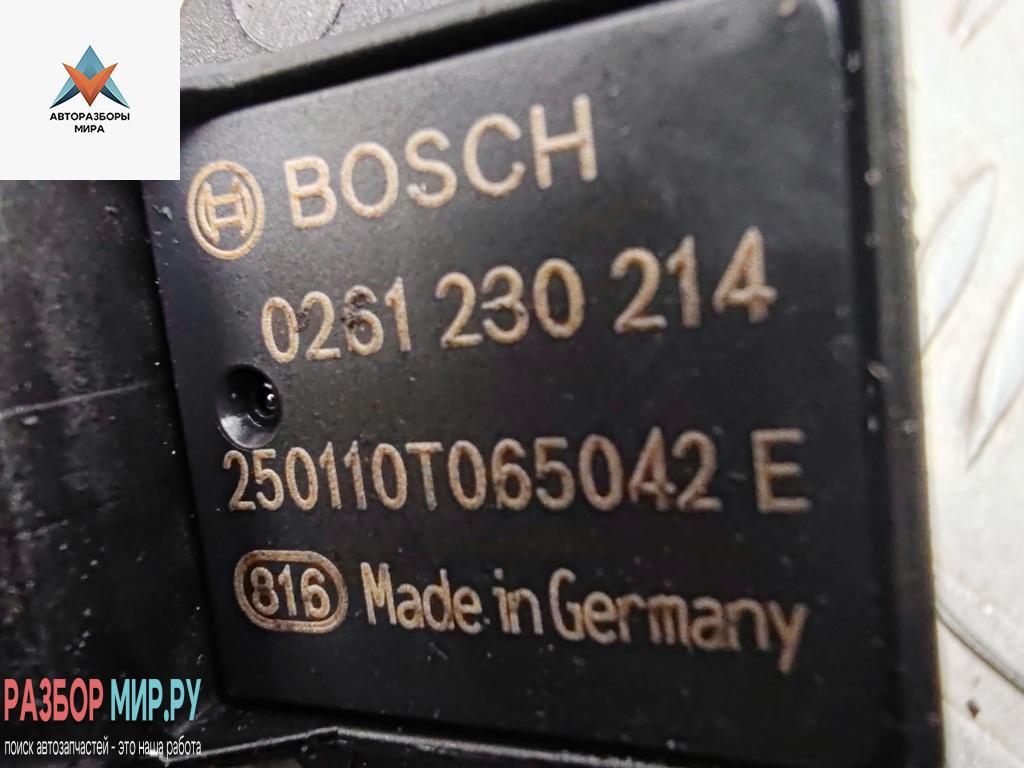 АВТОРАЗБОРЫ
МИРА
BOSCH
0261 230 214
250110T065042 E
816 Made in Germany
РАЗБОР МИР.РУ
поиск автозапчастей - это наша работа